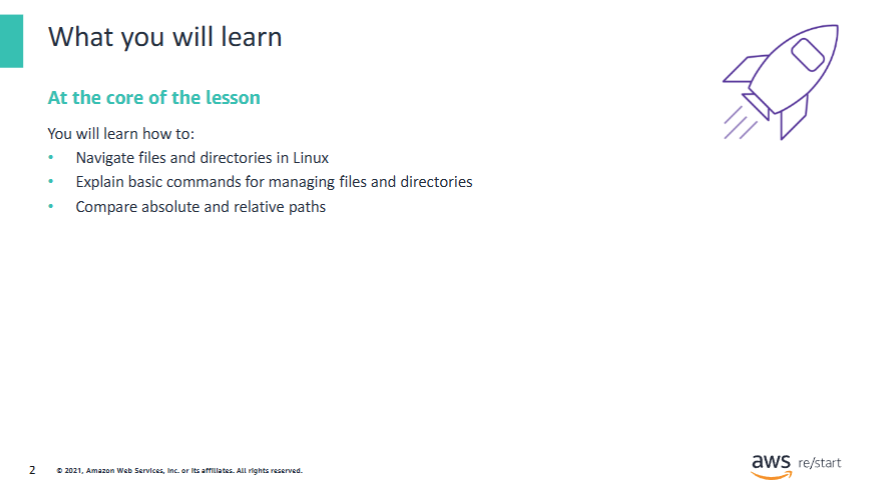 What you will learn
At the core of the lesson
You will learn how to:
• Navigate files and directories in Linux
• Explain basic commands for managing files and directories
• Compare absolute and relative paths
2 © 2021, Amazon Web Services, Inc. or its affiliates. All rights reserved.
aws re/start